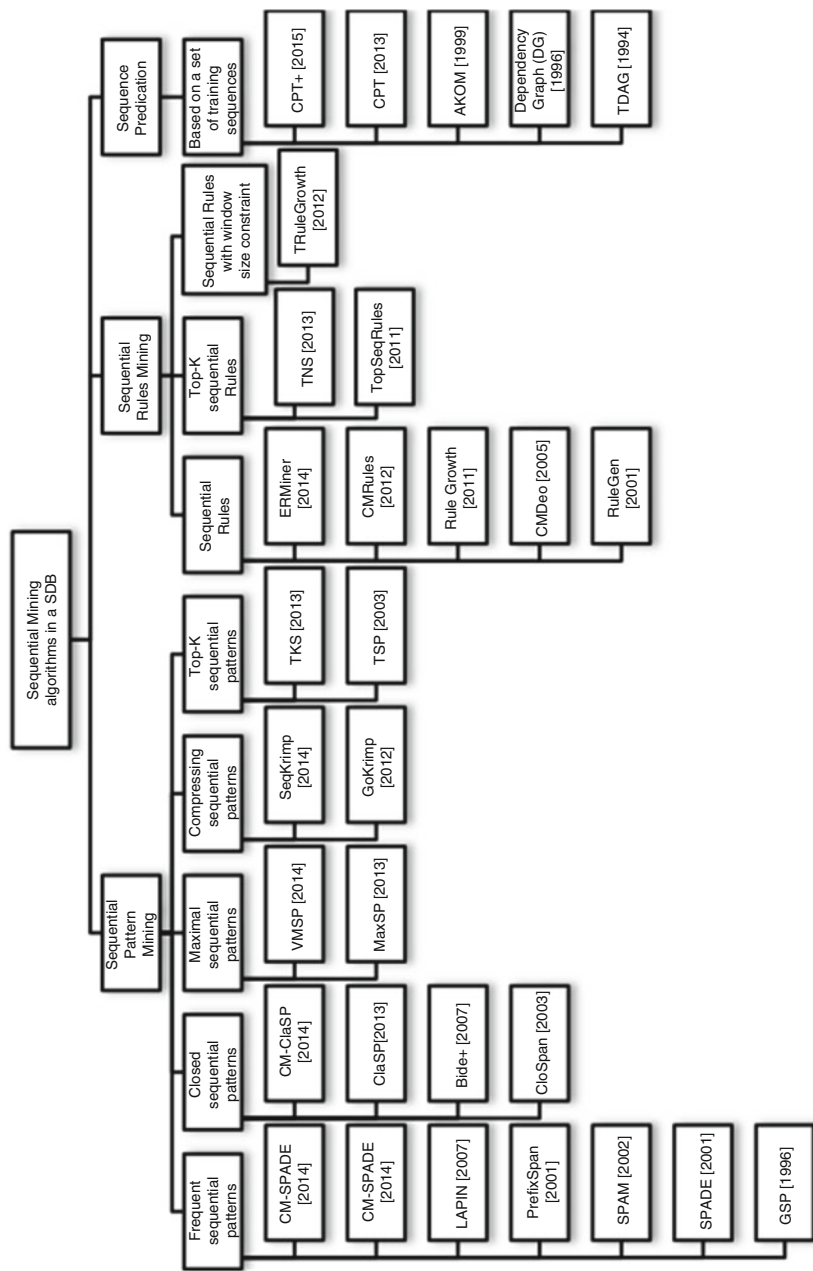 Sequential Mining
algorithms in a SDB
Sequential
Pattern
Mining
Sequential
Rules Mining
Sequence
Predication
Frequent
sequential
patterns
Closed
sequential
patterns
Maximal
sequential
patterns
Compressing
sequential
patterns
Top-K
sequential
patterns
Sequential
Rules
Top-K
sequential
Rules
Sequential Rules
with window
size constraint
Based on a set
of training
sequences
CM-SPADE
[2014]
CM-SPADE
[2014]
LAPIN [2007]
PrefixSpan
[2001]
SPAM [2002]
SPADE [2001]
GSP [1996]
CM-ClaSP
[2014]
ClaSP[2013]
Bide+ [2007]
CloSpan [2003]
VMSP [2014]
MaxSP [2013]
SeqKrimp
[2014]
GoKrimp
[2012]
TKS [2013]
TSP [2003]
ERMiner
[2014]
CMRules
[2012]
Rule Growth
[2011]
CMDeo [2005]
RuleGen
[2001]
TNS [2013]
TopSeqRules
[2011]
TRuleGrowth
[2012]
CPT+ [2015]
CPT [2013]
AKOM [1999]
Dependency
Graph (DG)
[1996]
TDAG [1994]